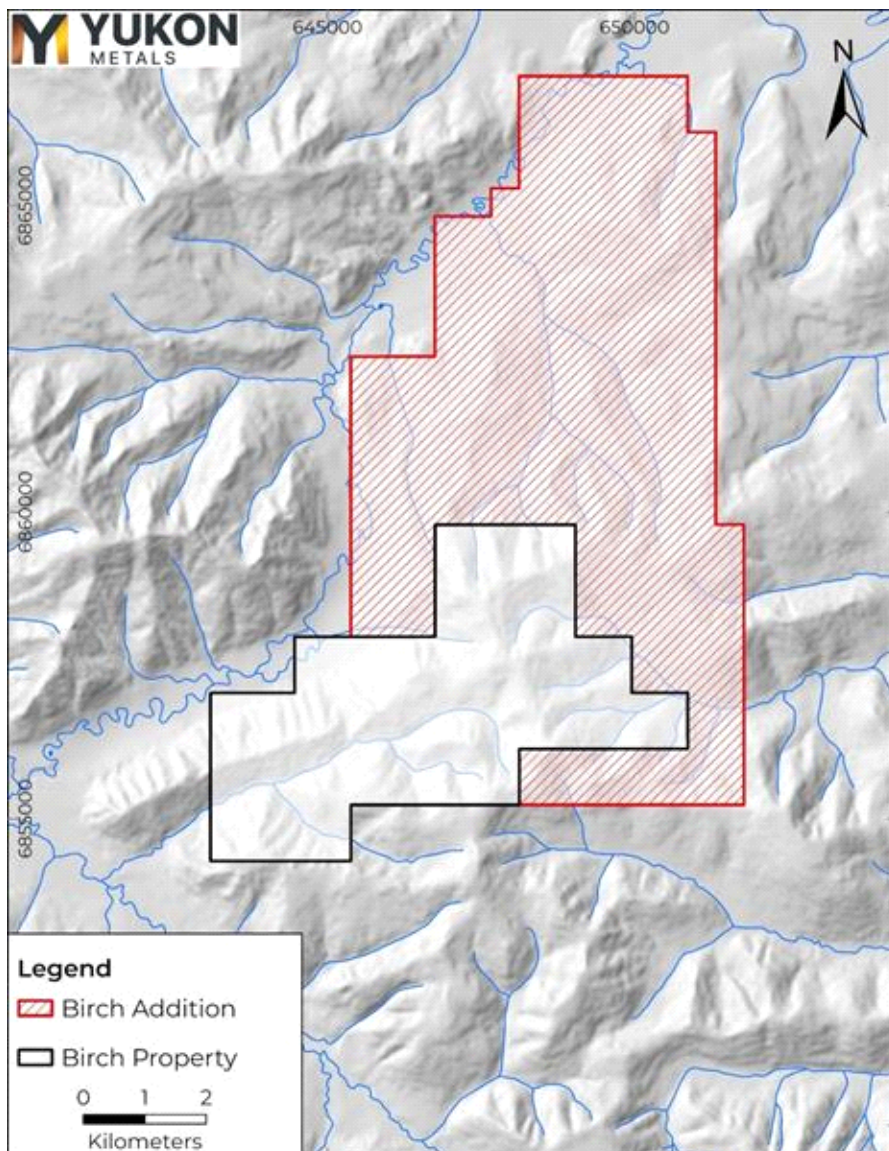 YUKON
METALS
645000
650000
N
6865000
6860000
6855000
Legend
Birch Addition
Birch Property
0 1 2
Kilometers